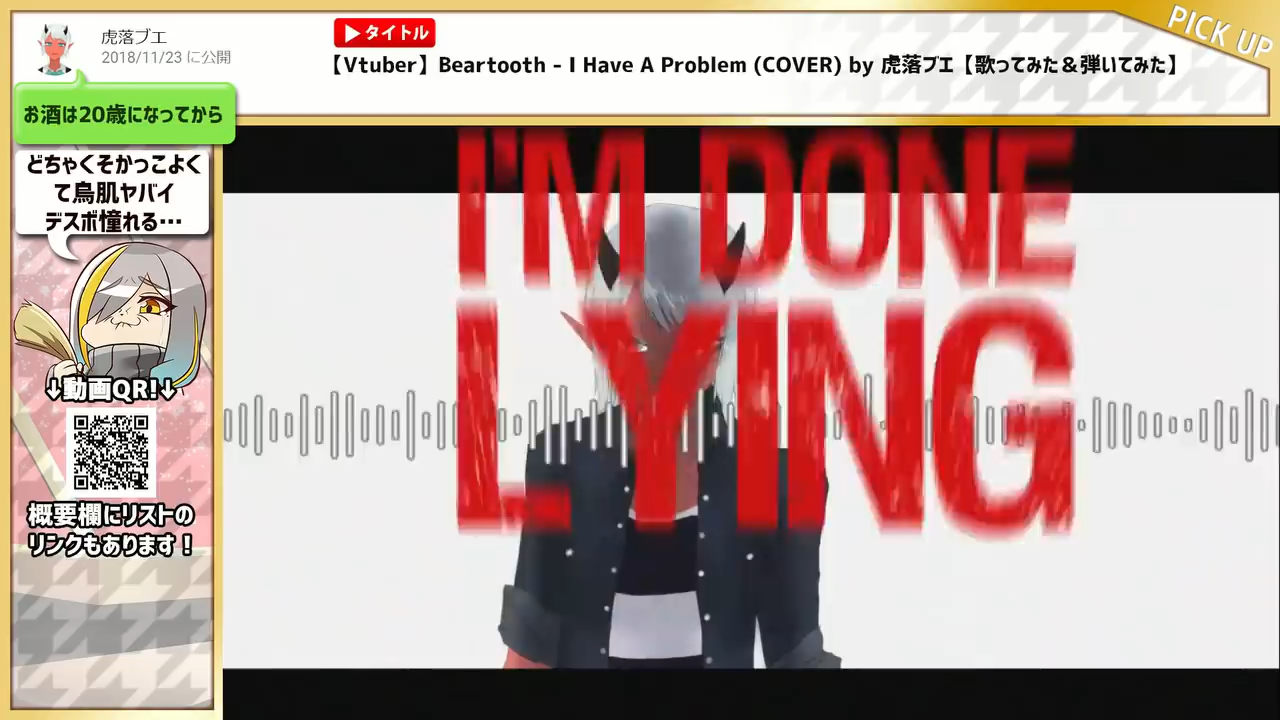 虎落ブエ
2018/11/23 に公開
タイトル
【Vtuber】Beartooth - I Have A Problem (COVER) by 虎落ブエ【歌ってみた＆弾いてみた】
PICK UP
お酒は20歳になってから
どちゃくそかっこよく
て鳥肌ヤバイ
デスボ憧れる…
↓動画QR!↓
概要欄にリストの
リンクもあります！
I'M DONE
LYING